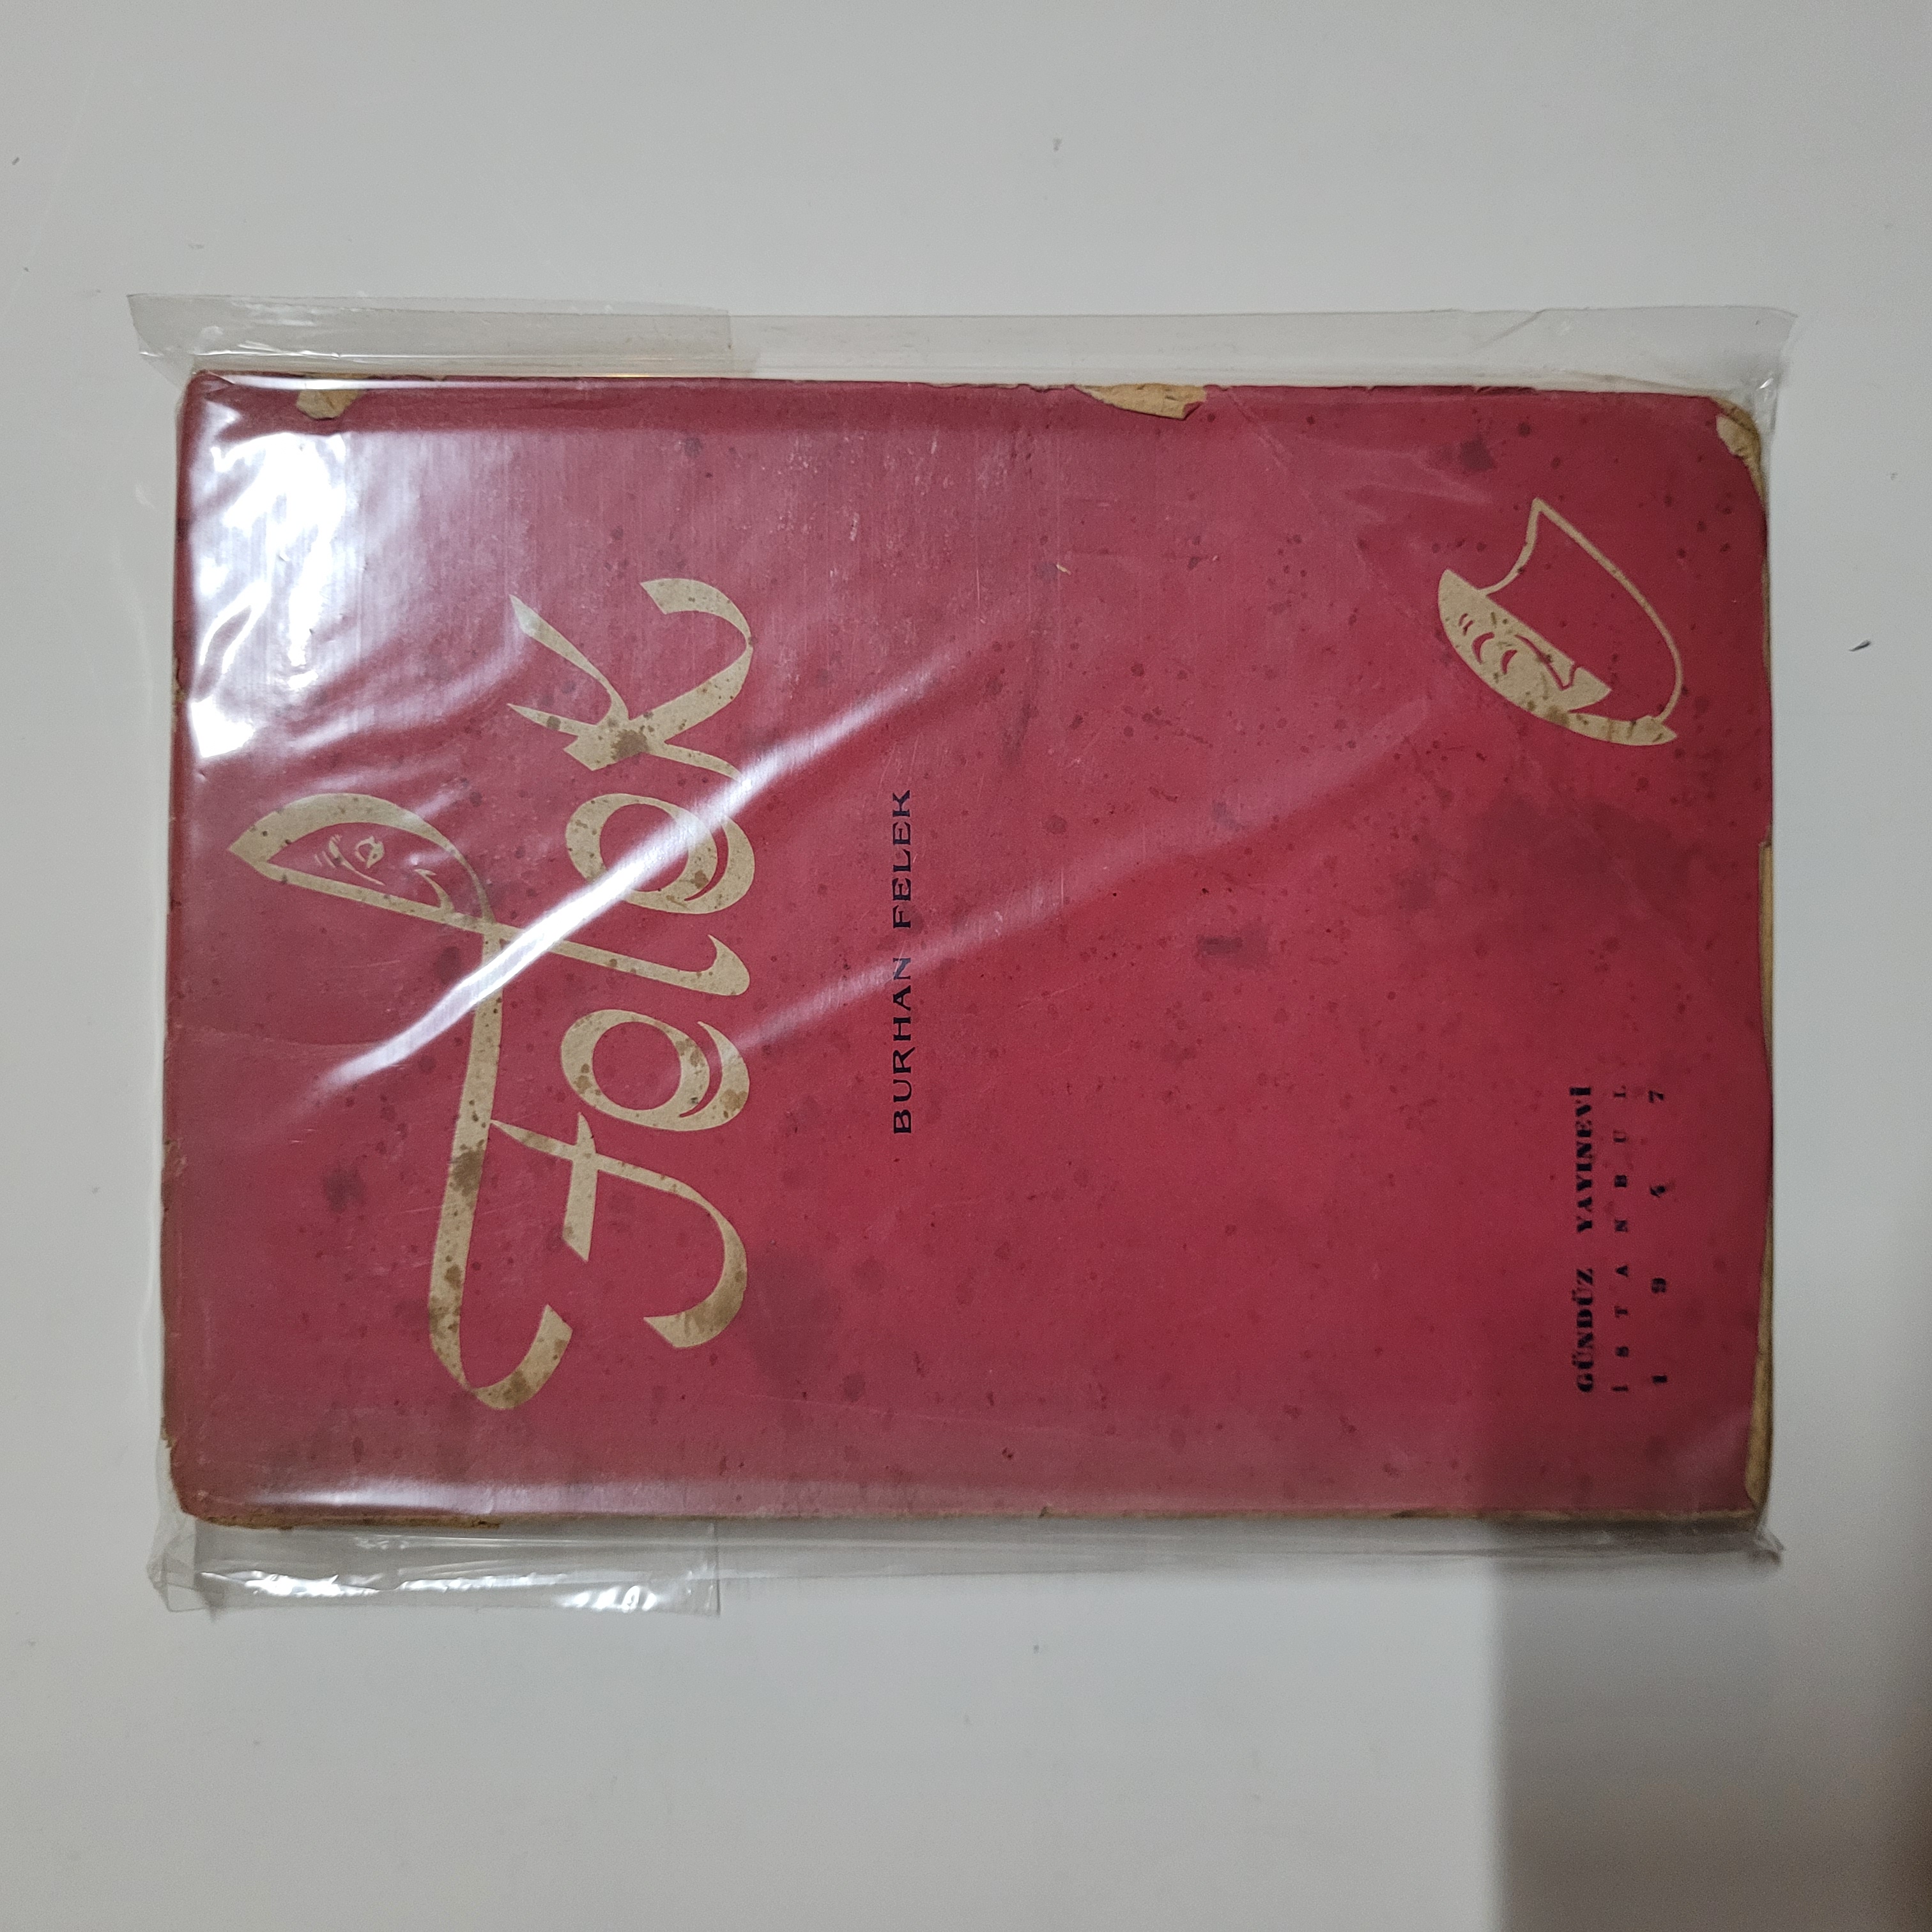 Felek
BURHAN FELEK
GÜNDÜZ YAYINEVİ
İSTANBUL
1947